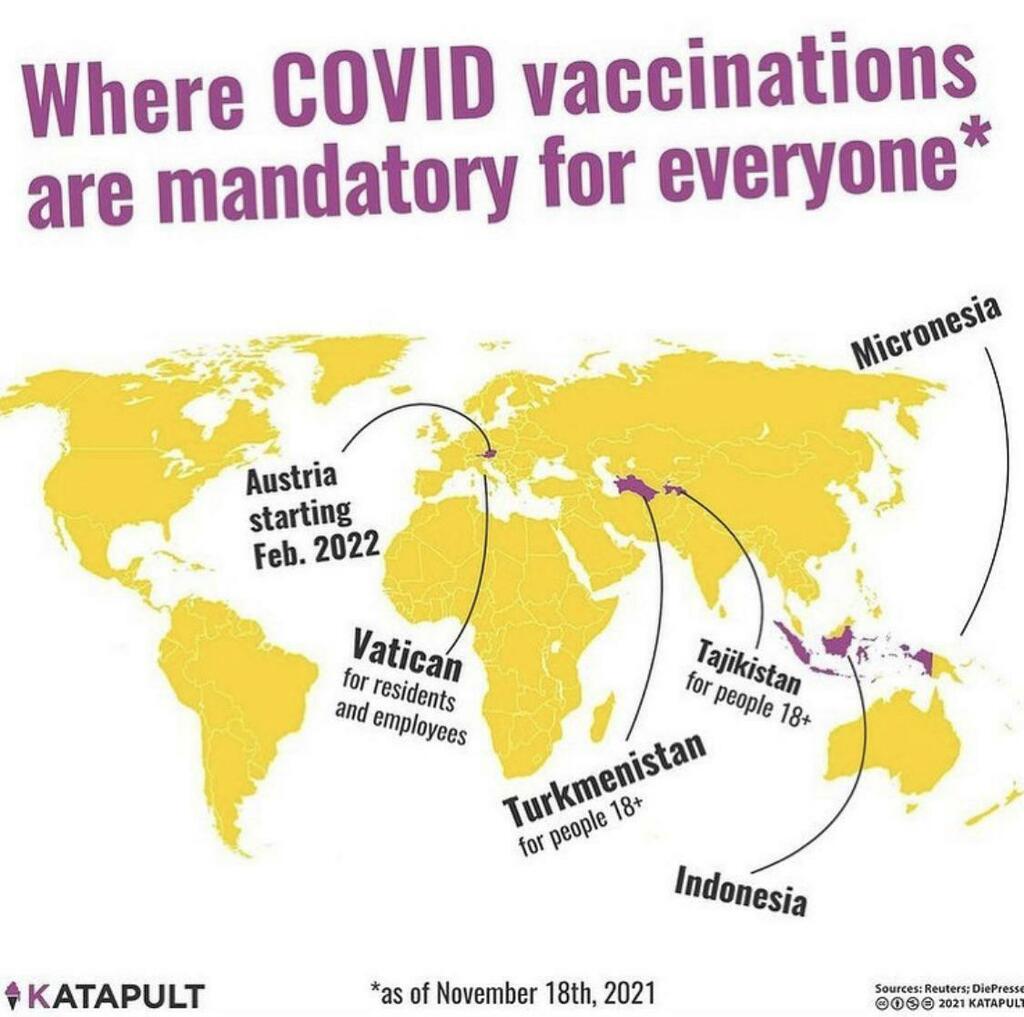 Where COVID vaccinations
are mandatory for everyone*
Micronesia
Austria
starting
Feb. 2022
Vatican
for residents
and employees
Tajikistan
for people 18+
Turkmenistan
for people 18+
Indonesia
KATAPULT
*as of November 18th, 2021
Sources: Reuters; DiePresse
2021 KATAPULT